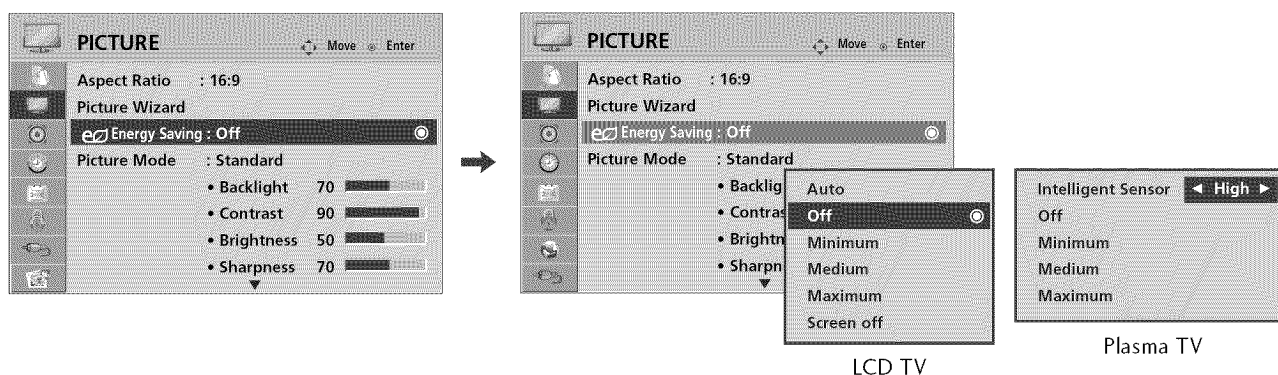 PICTURE Move Enter
Aspect Ratio : 16:9
Picture Wizard
eco Energy Saving : Off
Picture Mode : Standard
• Backlight 70
• Contrast 90
• Brightness 50
• Sharpness 70
PICTURE Move Enter
Aspect Ratio : 16:9
Picture Wizard
eco Energy Saving : Off
Picture Mode : Standard
• Backlig
• Contras
• Brightn
• Sharpn
Auto
Off
Minimum
Medium
Maximum
Screen off
LCD TV
Intelligent Sensor ◄ High ►
Off
Minimum
Medium
Maximum
Plasma TV